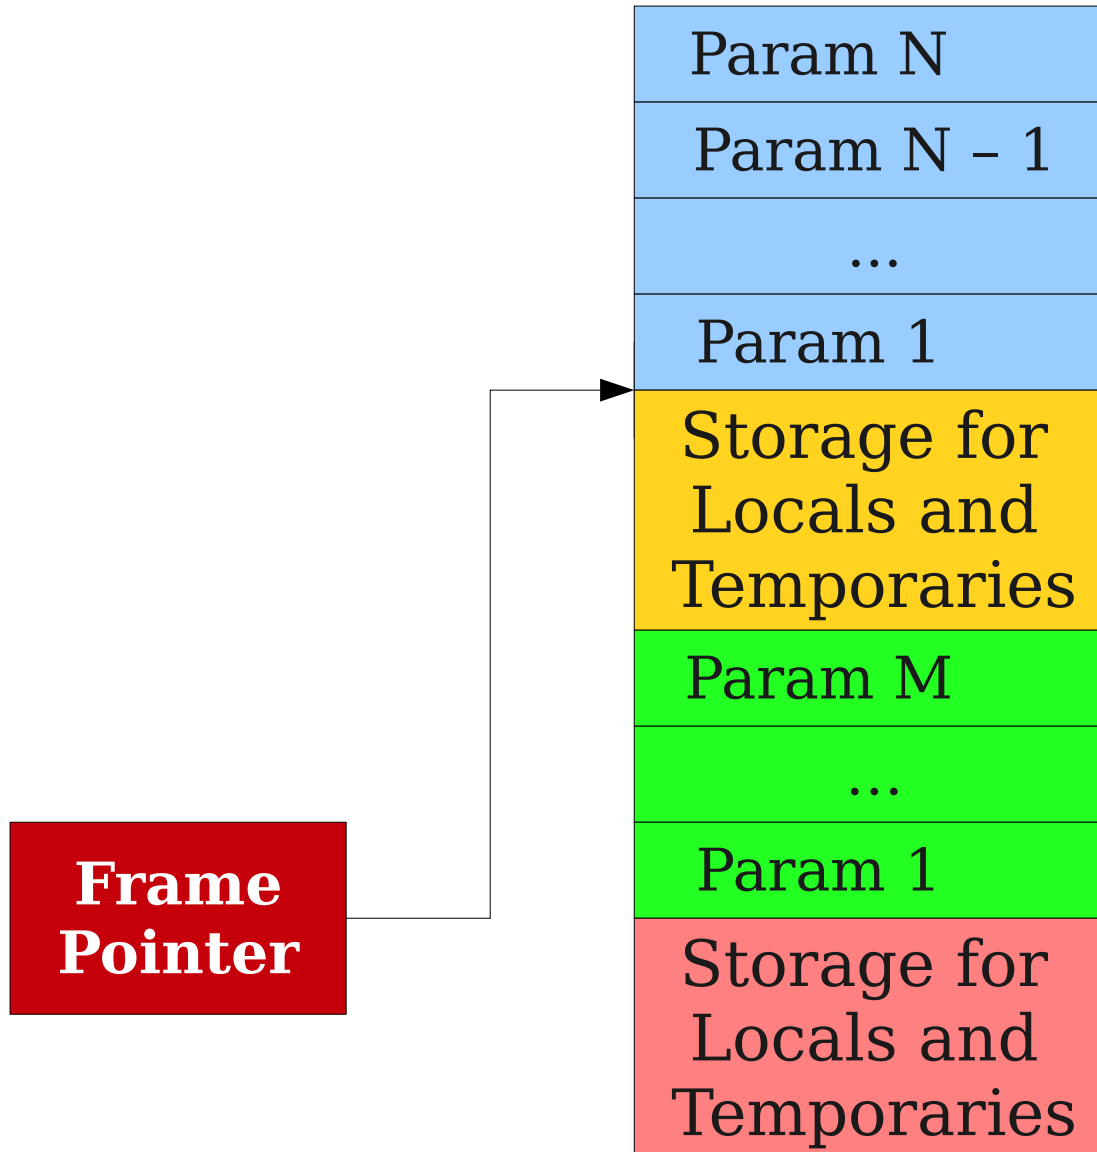 Param N
Param N – 1
...
Param 1
Storage for
Locals and
Temporaries
Param M
...
Param 1
Frame
Pointer
Storage for
Locals and
Temporaries